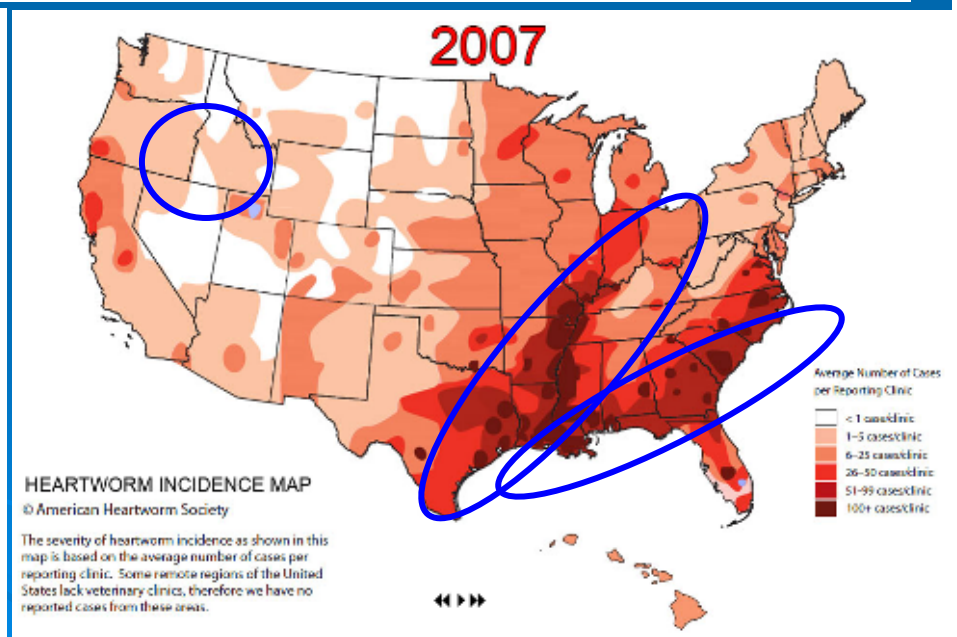 2007
Average Number of Cases
per Reporting Clinic
< 1 case/clinic
1–5 cases/clinic
6–25 cases/clinic
26–50 cases/clinic
51–99 cases/clinic
100+ cases/clinic
HEARTWORM INCIDENCE MAP
© American Heartworm Society
The severity of heartworm incidence as shown in this
map is based on the average number of cases per
reporting clinic. Some remote regions of the United
States lack veterinary clinics, therefore we have no
reported cases from these areas.